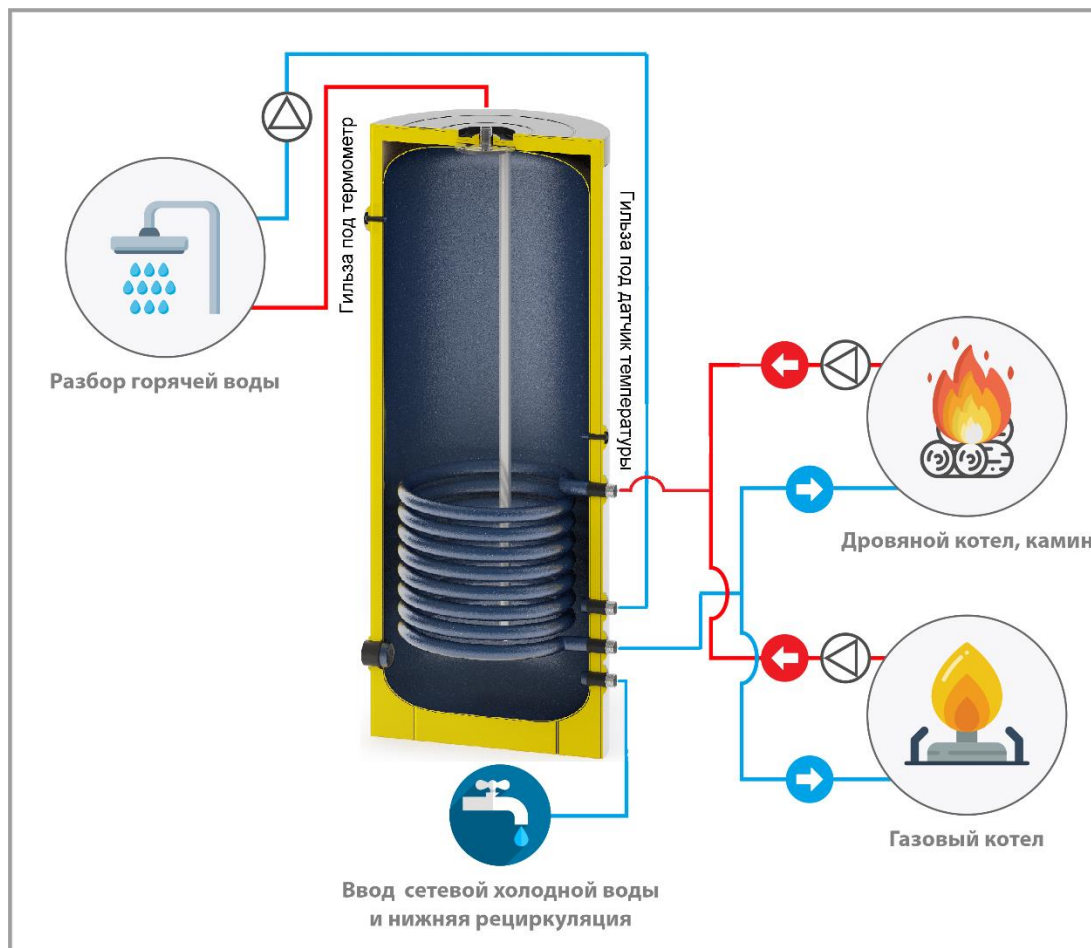 Гильза под термометр
Гильза под датчик температуры
Разбор горячей воды
Дровяной котел, камин
Газовый котел
Ввод сетевой холодной воды
и нижняя рециркуляция